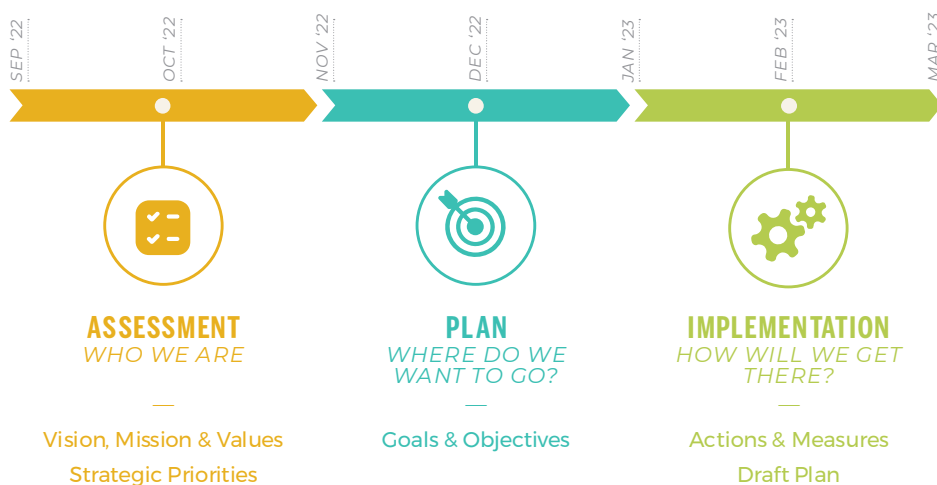 SEP '22
OCT '22
NOV '22
DEC '22
JAN '23
FEB '23
MAR '23
ASSESSMENT
WHO WE ARE
Vision, Mission & Values
Strategic Priorities
PLAN
WHERE DO WE
WANT TO GO?
Goals & Objectives
IMPLEMENTATION
HOW WILL WE GET
THERE?
Actions & Measures
Draft Plan